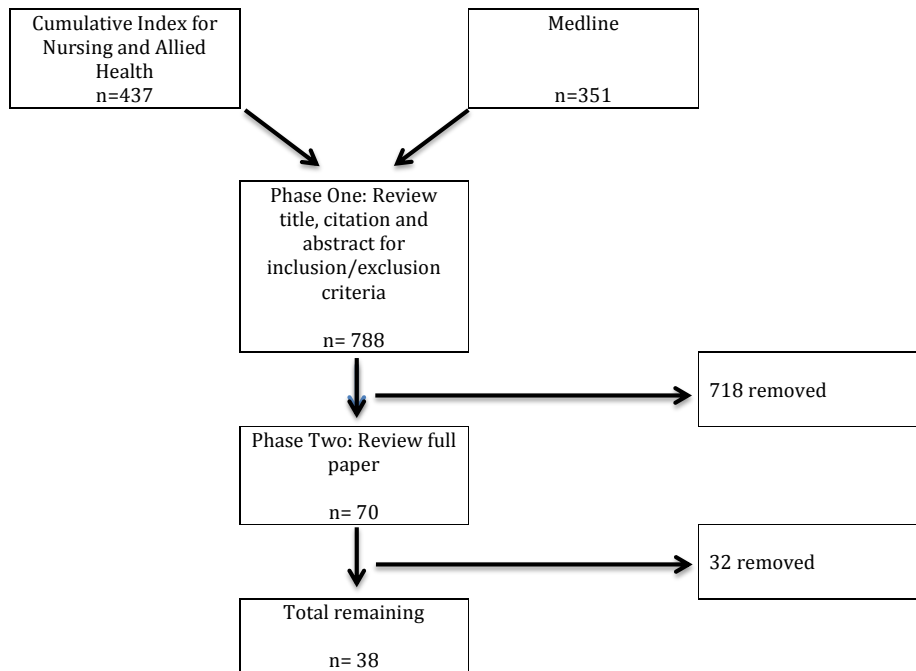 Cumulative Index for
Nursing and Allied
Health
n=437
Medline
n=351
Phase One: Review
title, citation and
abstract for
inclusion/exclusion
criteria
n= 788
718 removed
Phase Two: Review full
paper
n= 70
32 removed
Total remaining
n= 38